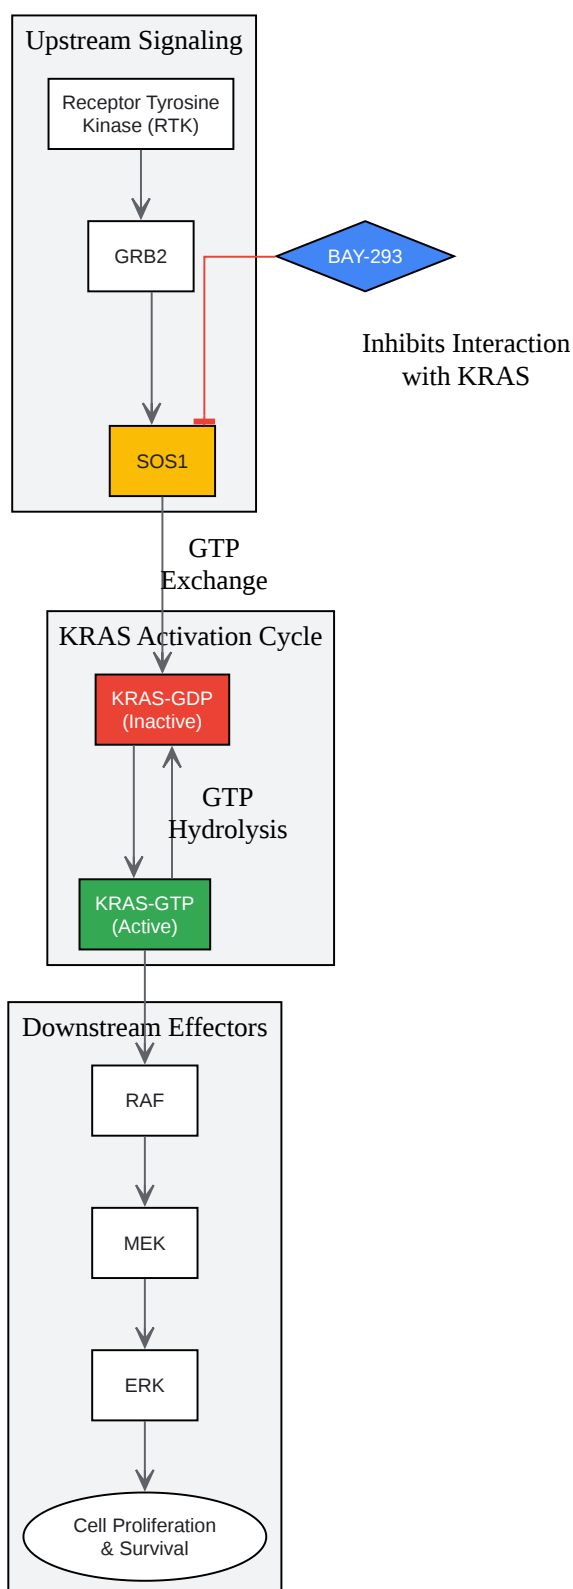 Upstream Signaling
Receptor Tyrosine
Kinase (RTK)
GRB2
BAY-293
Inhibits Interaction
with KRAS
SOS1
GTP
Exchange
KRAS Activation Cycle
KRAS-GDP
(Inactive)
GTP
Hydrolysis
KRAS-GTP
(Active)
Downstream Effectors
RAF
MEK
ERK
Cell Proliferation
& Survival